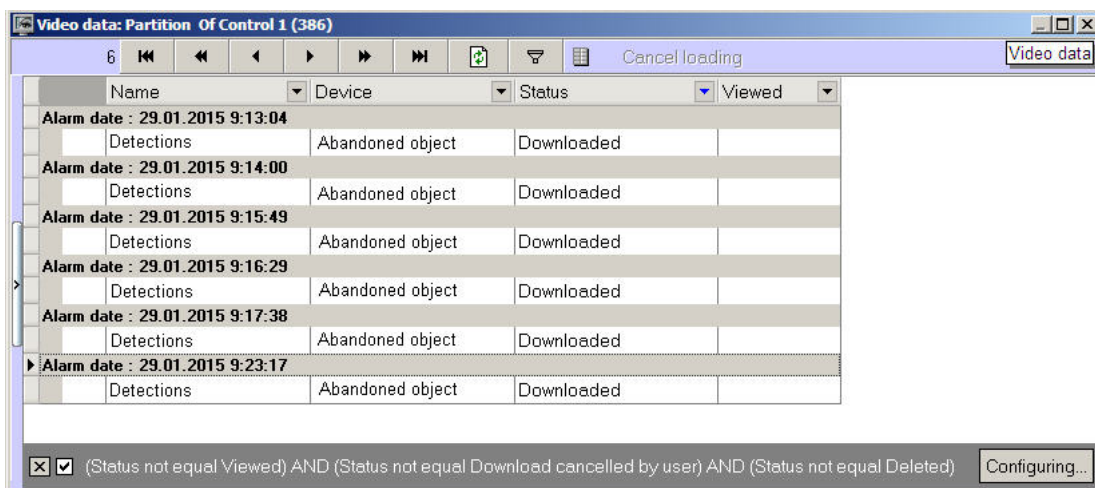 Video data: Partition Of Control 1 (386)
6 Cancel loading Video data
Name Device Status Viewed
Alarm date : 29.01.2015 9:13:04
Detections Abandoned object Downloaded
Alarm date : 29.01.2015 9:14:00
Detections Abandoned object Downloaded
Alarm date : 29.01.2015 9:15:49
Detections Abandoned object Downloaded
Alarm date : 29.01.2015 9:16:29
Detections Abandoned object Downloaded
Alarm date : 29.01.2015 9:17:38
Detections Abandoned object Downloaded
Alarm date : 29.01.2015 9:23:17
Detections Abandoned object Downloaded
(Status not equal Viewed) AND (Status not equal Download cancelled by user) AND (Status not equal Deleted) Configuring...